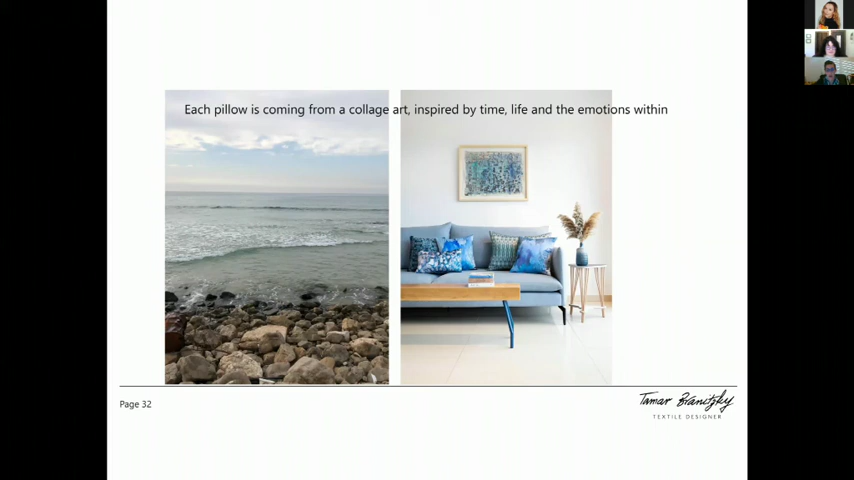 Each pillow is coming from a collage art, inspired by time, life and the emotions within
Page 32
Tamar Branitzky
TEXTILE DESIGNER